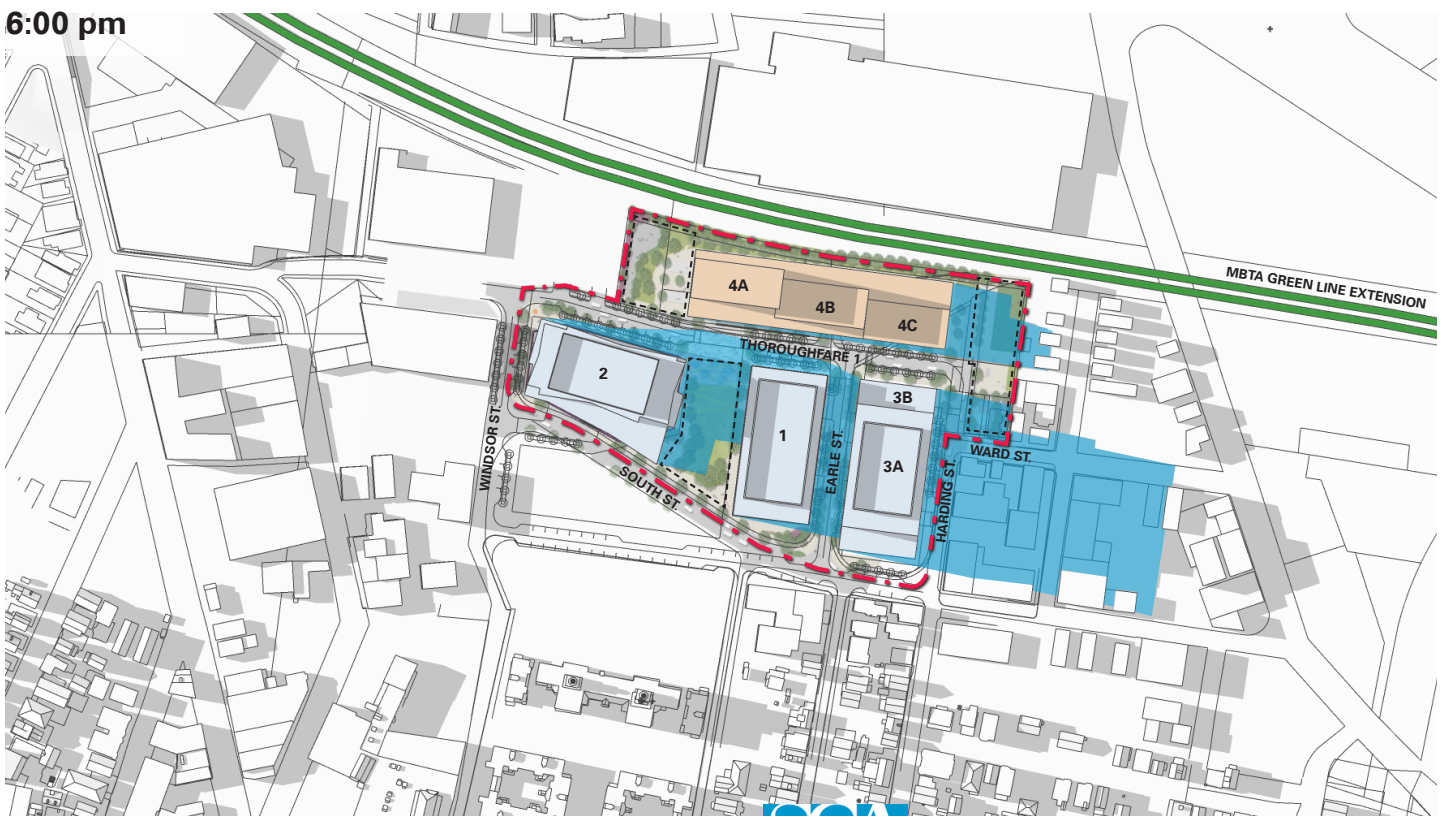 6:00 pm
MBTA GREEN LINE EXTENSION
4A
4B
4C
THOROUGHFARE 1
2
1
3B
3A
WINDSOR ST.
SOUTH ST.
EARLE ST.
HARDING ST.
WARD ST.